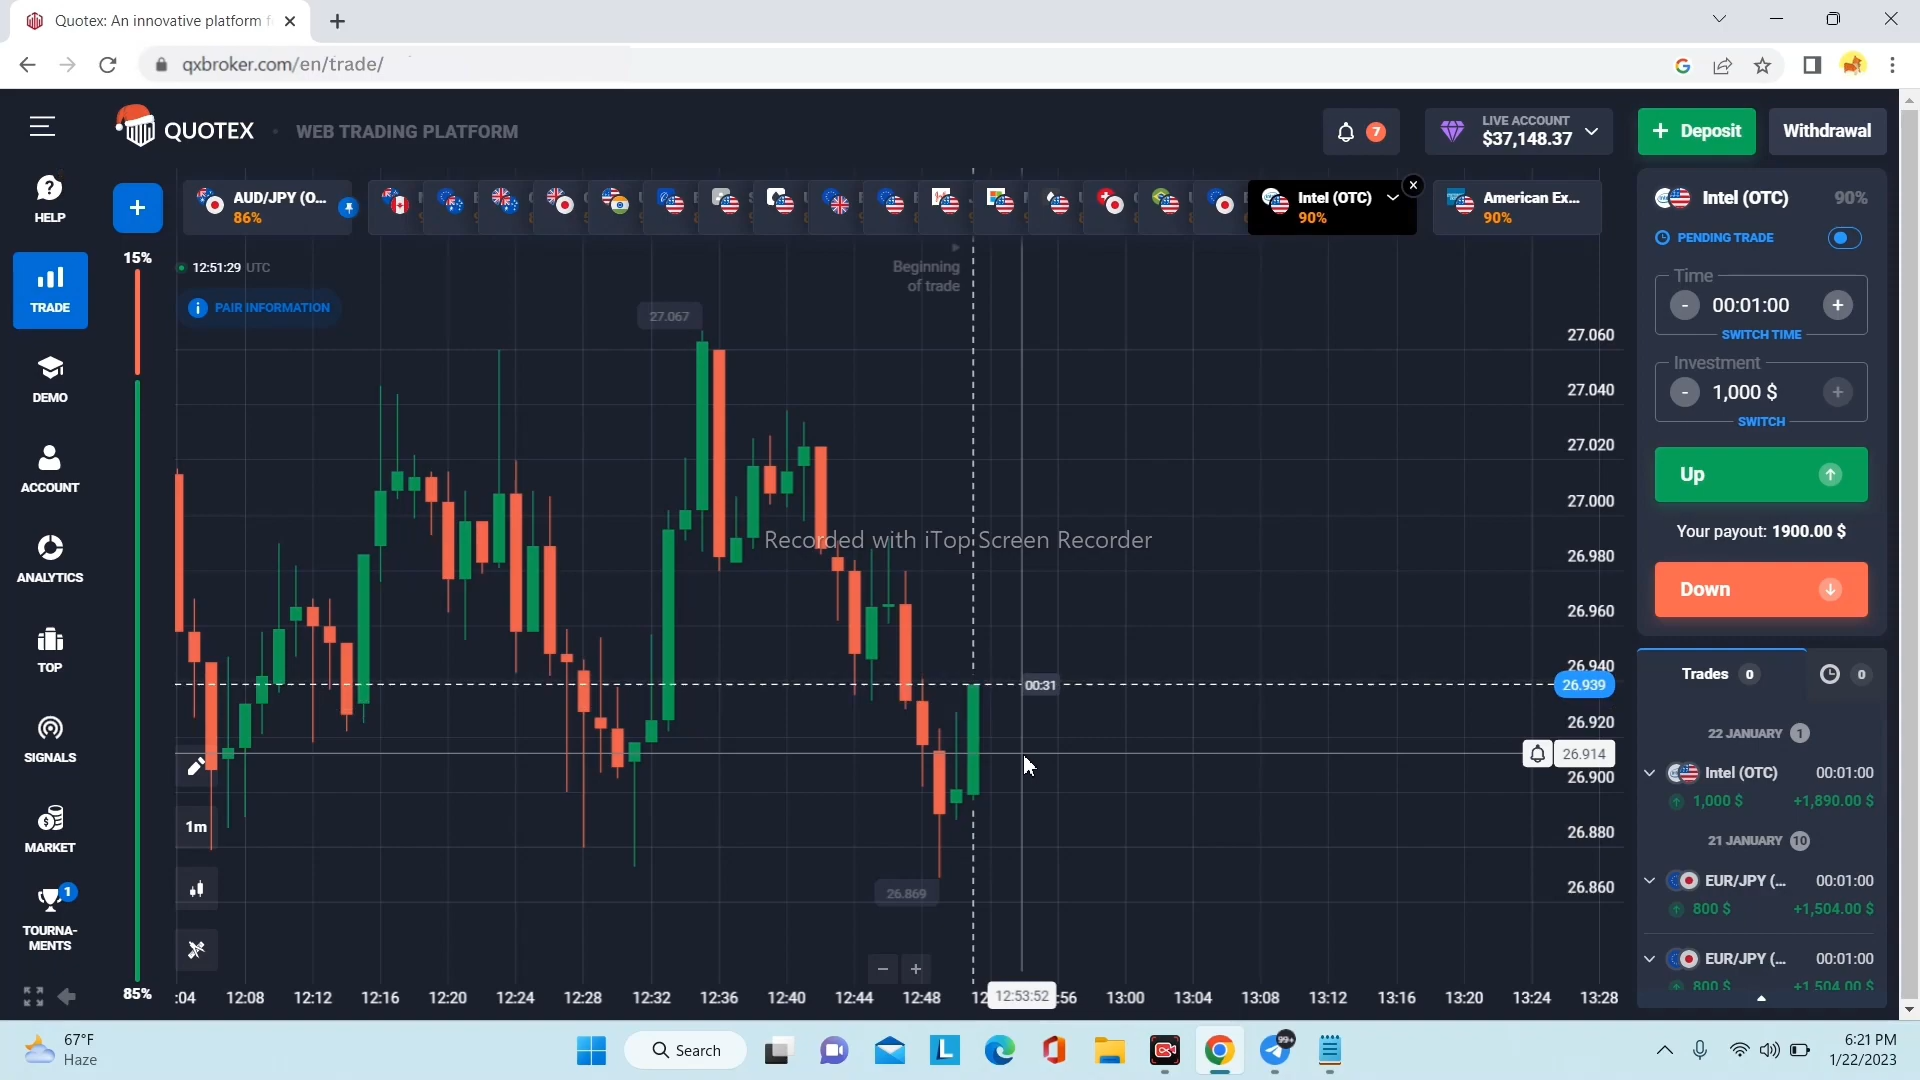 Quotex: An innovative platform f
qxbroker.com/en/trade/
QUOTEX
WEB TRADING PLATFORM
7
LIVE ACCOUNT
$37,148.37
+ Deposit
Withdrawal
HELP
TRADE
DEMO
ACCOUNT
ANALYTICS
TOP
SIGNALS
MARKET
1
TOURNA-
MENTS
+
AUD/JPY (O...
86%
Intel (OTC)
90%
American Ex...
90%
15%
85%
12:51:29 UTC
PAIR INFORMATION
Beginning
of trade
27.067
Recorded with iTop Screen Recorder
00:31
26.869
1m
27.060
27.040
27.020
27.000
26.980
26.960
26.940
26.939
26.920
26.914
26.900
26.880
26.860
:04 12:08 12:12 12:16 12:20 12:24 12:28 12:32 12:36 12:40 12:44 12:48 12 12:53:52 :56 13:00 13:04 13:08 13:12 13:16 13:20 13:24 13:28
Intel (OTC) 90%
PENDING TRADE
Time
- 00:01:00 +
SWITCH TIME
Investment
- 1,000 $ +
SWITCH
Up
Your payout: 1900.00 $
Down
Trades 0 0
22 JANUARY 1
Intel (OTC) 00:01:00
1,000 $ +1,890.00 $
21 JANUARY 10
EUR/JPY (... 00:01:00
800 $ +1,504.00 $
EUR/JPY (... 00:01:00
800 $ +1,504.00 $
67°F
Haze
Search
99+
6:21 PM
1/22/2023